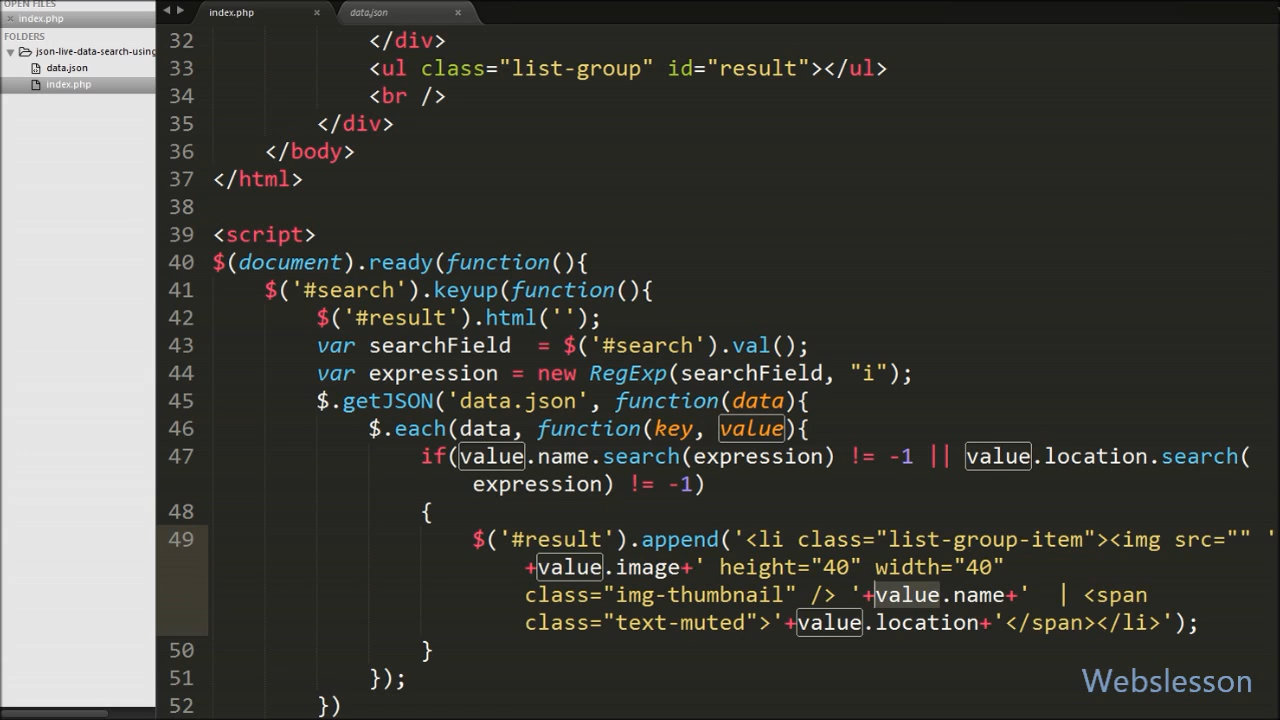 OPEN FILES
× index.php
FOLDERS
json-live-data-search-using
data.json
index.php
index.php ×
data.json ×
32 </div>
33 <ul class="list-group" id="result"></ul>
34 <br />
35 </div>
36 </body>
37 </html>
38
39 <script>
40 $(document).ready(function(){
41 $('#search').keyup(function(){
42 $('#result').html('');
43 var searchField  = $('#search').val();
44 var expression = new RegExp(searchField, "i");
45 $.getJSON('data.json', function(data){
46 $.each(data, function(key, value){
47 if(value.name.search(expression) != -1 || value.location.search(
expression) != -1)
48 {
49 $('#result').append('<li class="list-group-item"><img src="" '
+value.image+' height="40" width="40"
class="img-thumbnail" /> '+value.name+'  | <span
class="text-muted">'+value.location+'</span></li>');
50 }
51 });
52 })
Webslesson